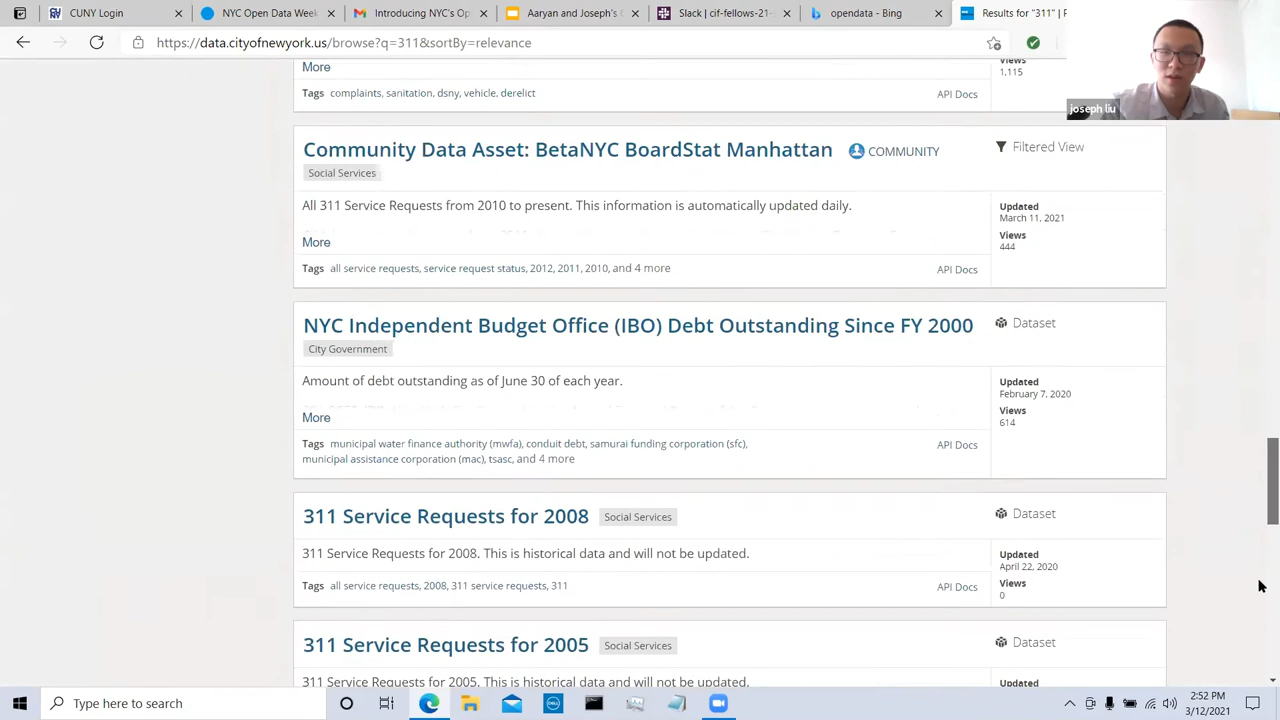 CUNY Login
NYC Open Data Week
Introducing NYC's Op
Aaryan and Joseph's C
Slack | cif-fellows-21-
opendata - Bing
Results for "311" |
https://data.cityofnewyork.us/browse?q=311&sortBy=relevance
joseph liu
More
Views
1,115
Tags complaints, sanitation, dsny, vehicle, derelict
API Docs
Community Data Asset: BetaNYC BoardStat Manhattan
COMMUNITY
Filtered View
Social Services
All 311 Service Requests from 2010 to present. This information is automatically updated daily.
Updated
March 11, 2021
Views
444
More
Tags all service requests, service request status, 2012, 2011, 2010, and 4 more
API Docs
NYC Independent Budget Office (IBO) Debt Outstanding Since FY 2000
Dataset
City Government
Amount of debt outstanding as of June 30 of each year.
Updated
February 7, 2020
Views
614
More
Tags municipal water finance authority (mwfa), conduit debt, samurai funding corporation (sfc),
municipal assistance corporation (mac), tsasc, and 4 more
API Docs
311 Service Requests for 2008
Social Services
Dataset
311 Service Requests for 2008. This is historical data and will not be updated.
Updated
April 22, 2020
Views
0
Tags all service requests, 2008, 311 service requests, 311
API Docs
311 Service Requests for 2005
Social Services
Dataset
311 Service Requests for 2005. This is historical data and will not be updated.
Updated
Type here to search
DELL
2:52 PM
3/12/2021